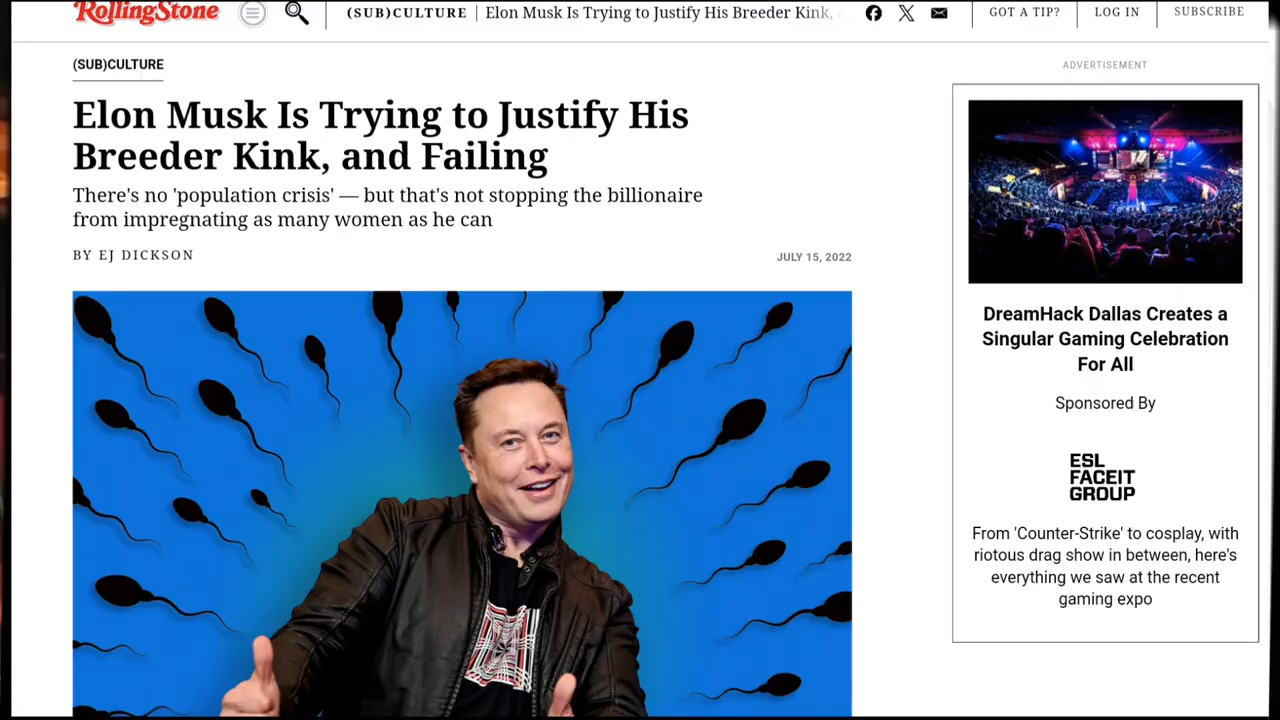 RollingStone
(SUB)CULTURE
Elon Musk Is Trying to Justify His Breeder Kink,
GOT A TIP?
LOG IN
SUBSCRIBE
(SUB)CULTURE
Elon Musk Is Trying to Justify His
Breeder Kink, and Failing
There's no 'population crisis' — but that's not stopping the billionaire
from impregnating as many women as he can
BY EJ DICKSON
JULY 15, 2022
ADVERTISEMENT
DreamHack Dallas Creates a
Singular Gaming Celebration
For All
Sponsored By
ESL
FACEIT
GROUP
From 'Counter-Strike' to cosplay, with
riotous drag show in between, here's
everything we saw at the recent
gaming expo